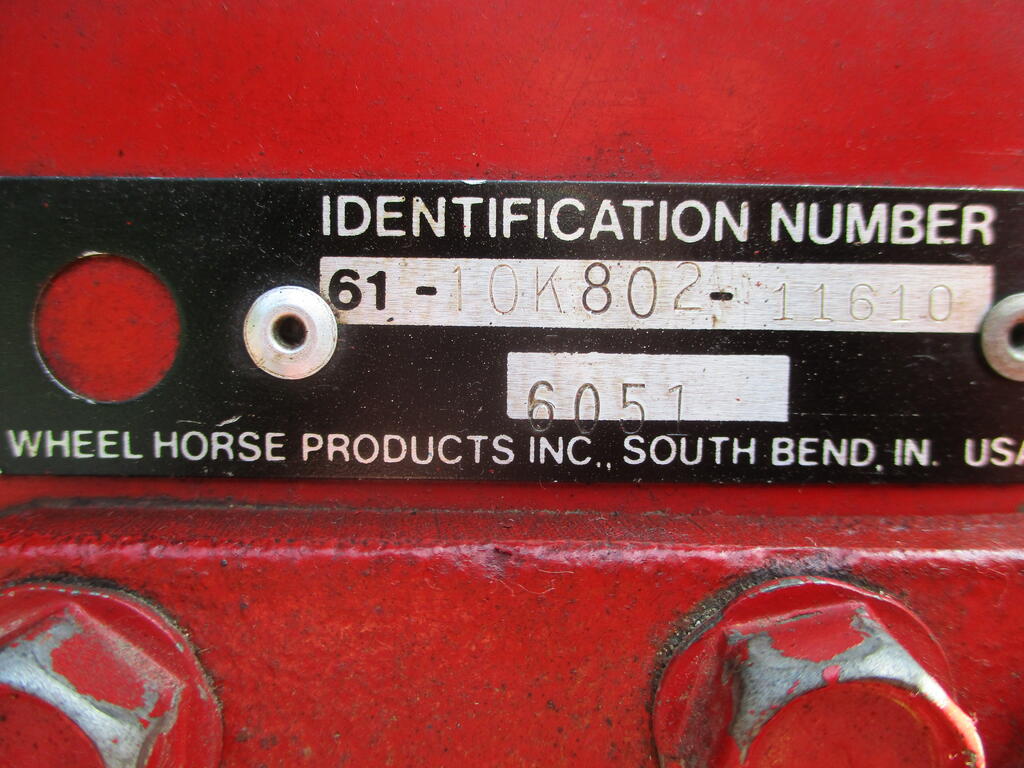 IDENTIFICATION NUMBER
61-10K802-11610
6051
WHEEL HORSE PRODUCTS INC., SOUTH BEND, IN. USA